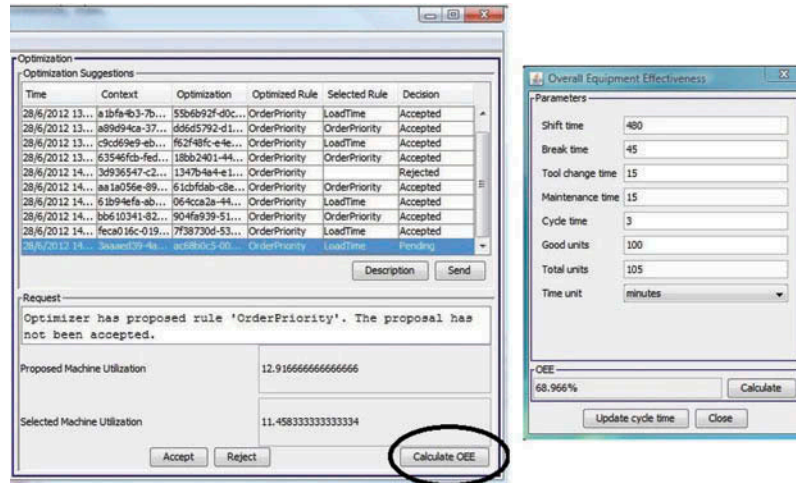 Optimization
Optimization Suggestions
Time Context Optimization Optimized Rule Selected Rule Decision
28/6/2012 13... a1bfa4b3-7b... 55b6b92f-d0c... OrderPriority LoadTime Accepted
28/6/2012 13... a89d94ca-37... dd6d5792-d1... OrderPriority OrderPriority Accepted
28/6/2012 13... c9cd69e9-eb... f62f48fc-e4e... OrderPriority LoadTime Accepted
28/6/2012 13... 63546fcb-fed... 18bb2401-44... OrderPriority OrderPriority Accepted
28/6/2012 14... 3d936547-c2... 1347b4a4-e1... OrderPriority Rejected
28/6/2012 14... aa1a056e-89... 61cbfdab-c8e... OrderPriority OrderPriority Accepted
28/6/2012 14... 61b94efa-ab... 064cca2a-44... OrderPriority LoadTime Accepted
28/6/2012 14... bb610341-82... 904fa939-51... OrderPriority OrderPriority Accepted
28/6/2012 14... feca016c-019... 7f38730d-53... OrderPriority LoadTime Accepted
28/6/2012 14... 3aaaed39-4a... ac68b0c5-00... OrderPriority LoadTime Pending
Description Send
Request
Optimizer has proposed rule 'OrderPriority'. The proposal has
not been accepted.
Proposed Machine Utilization 12.916666666666666
Selected Machine Utilization 11.458333333333334
Accept Reject Calculate OEE
Overall Equipment Effectiveness
Parameters
Shift time 480
Break time 45
Tool change time 15
Maintenance time 15
Cycle time 3
Good units 100
Total units 105
Time unit minutes
OEE
68.966% Calculate
Update cycle time Close